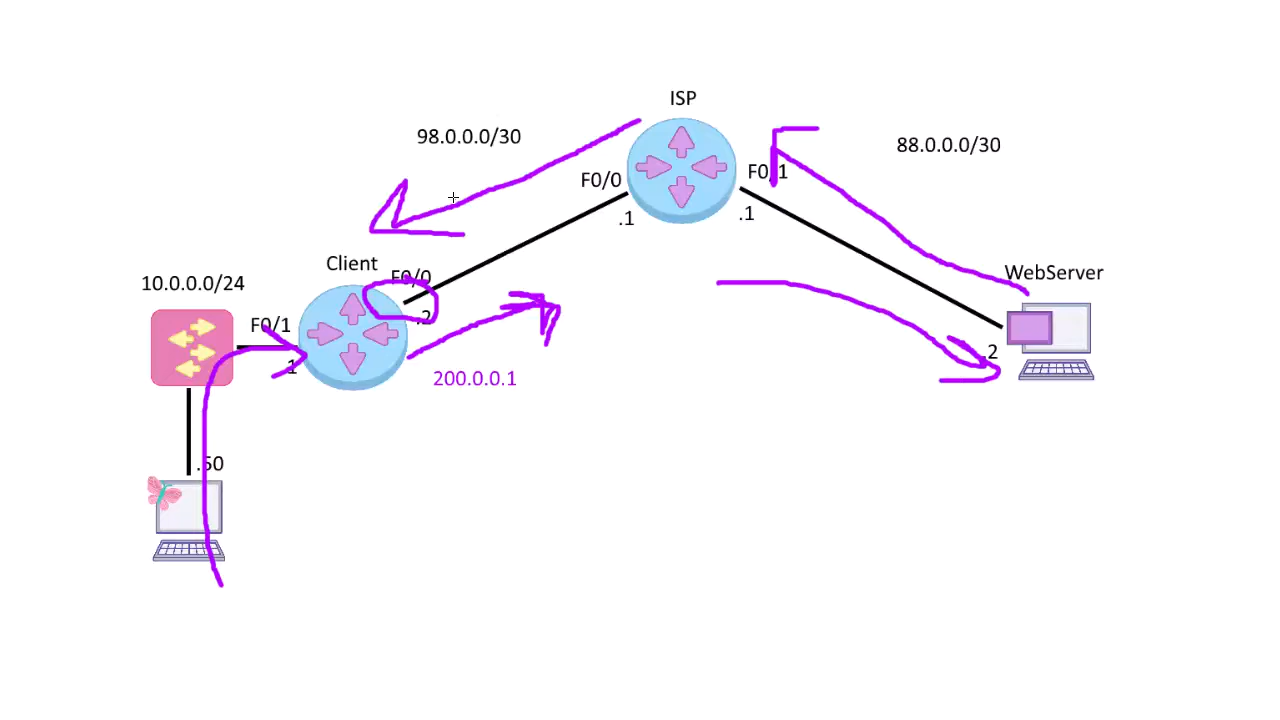 ISP
98.0.0.0/30
88.0.0.0/30
F0/0
F0/1
.1
.1
Client
F0/0
WebServer
10.0.0.0/24
F0/1
.2
.1
.2
200.0.0.1
.50